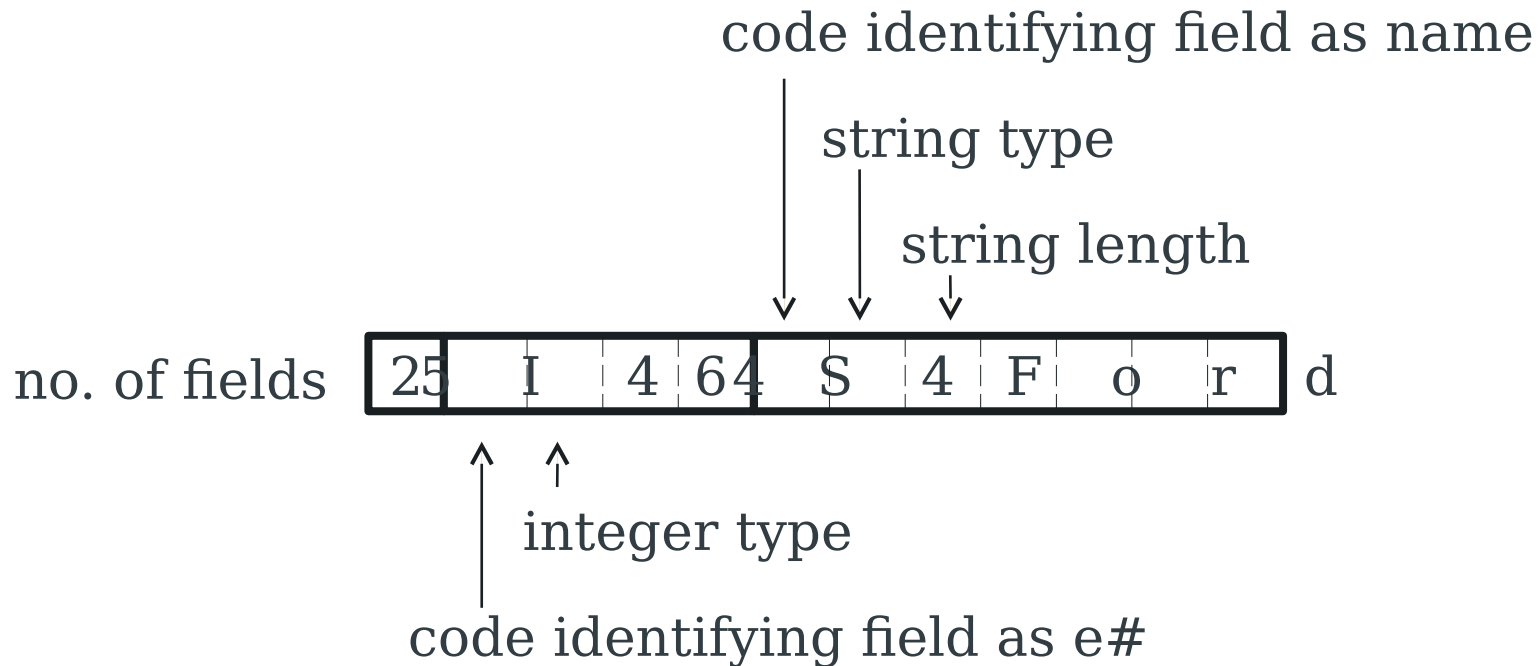 code identifying field as name
string type
string length
no. of fields 25 I 4 64 S 4 F o r d
integer type
code identifying field as e#